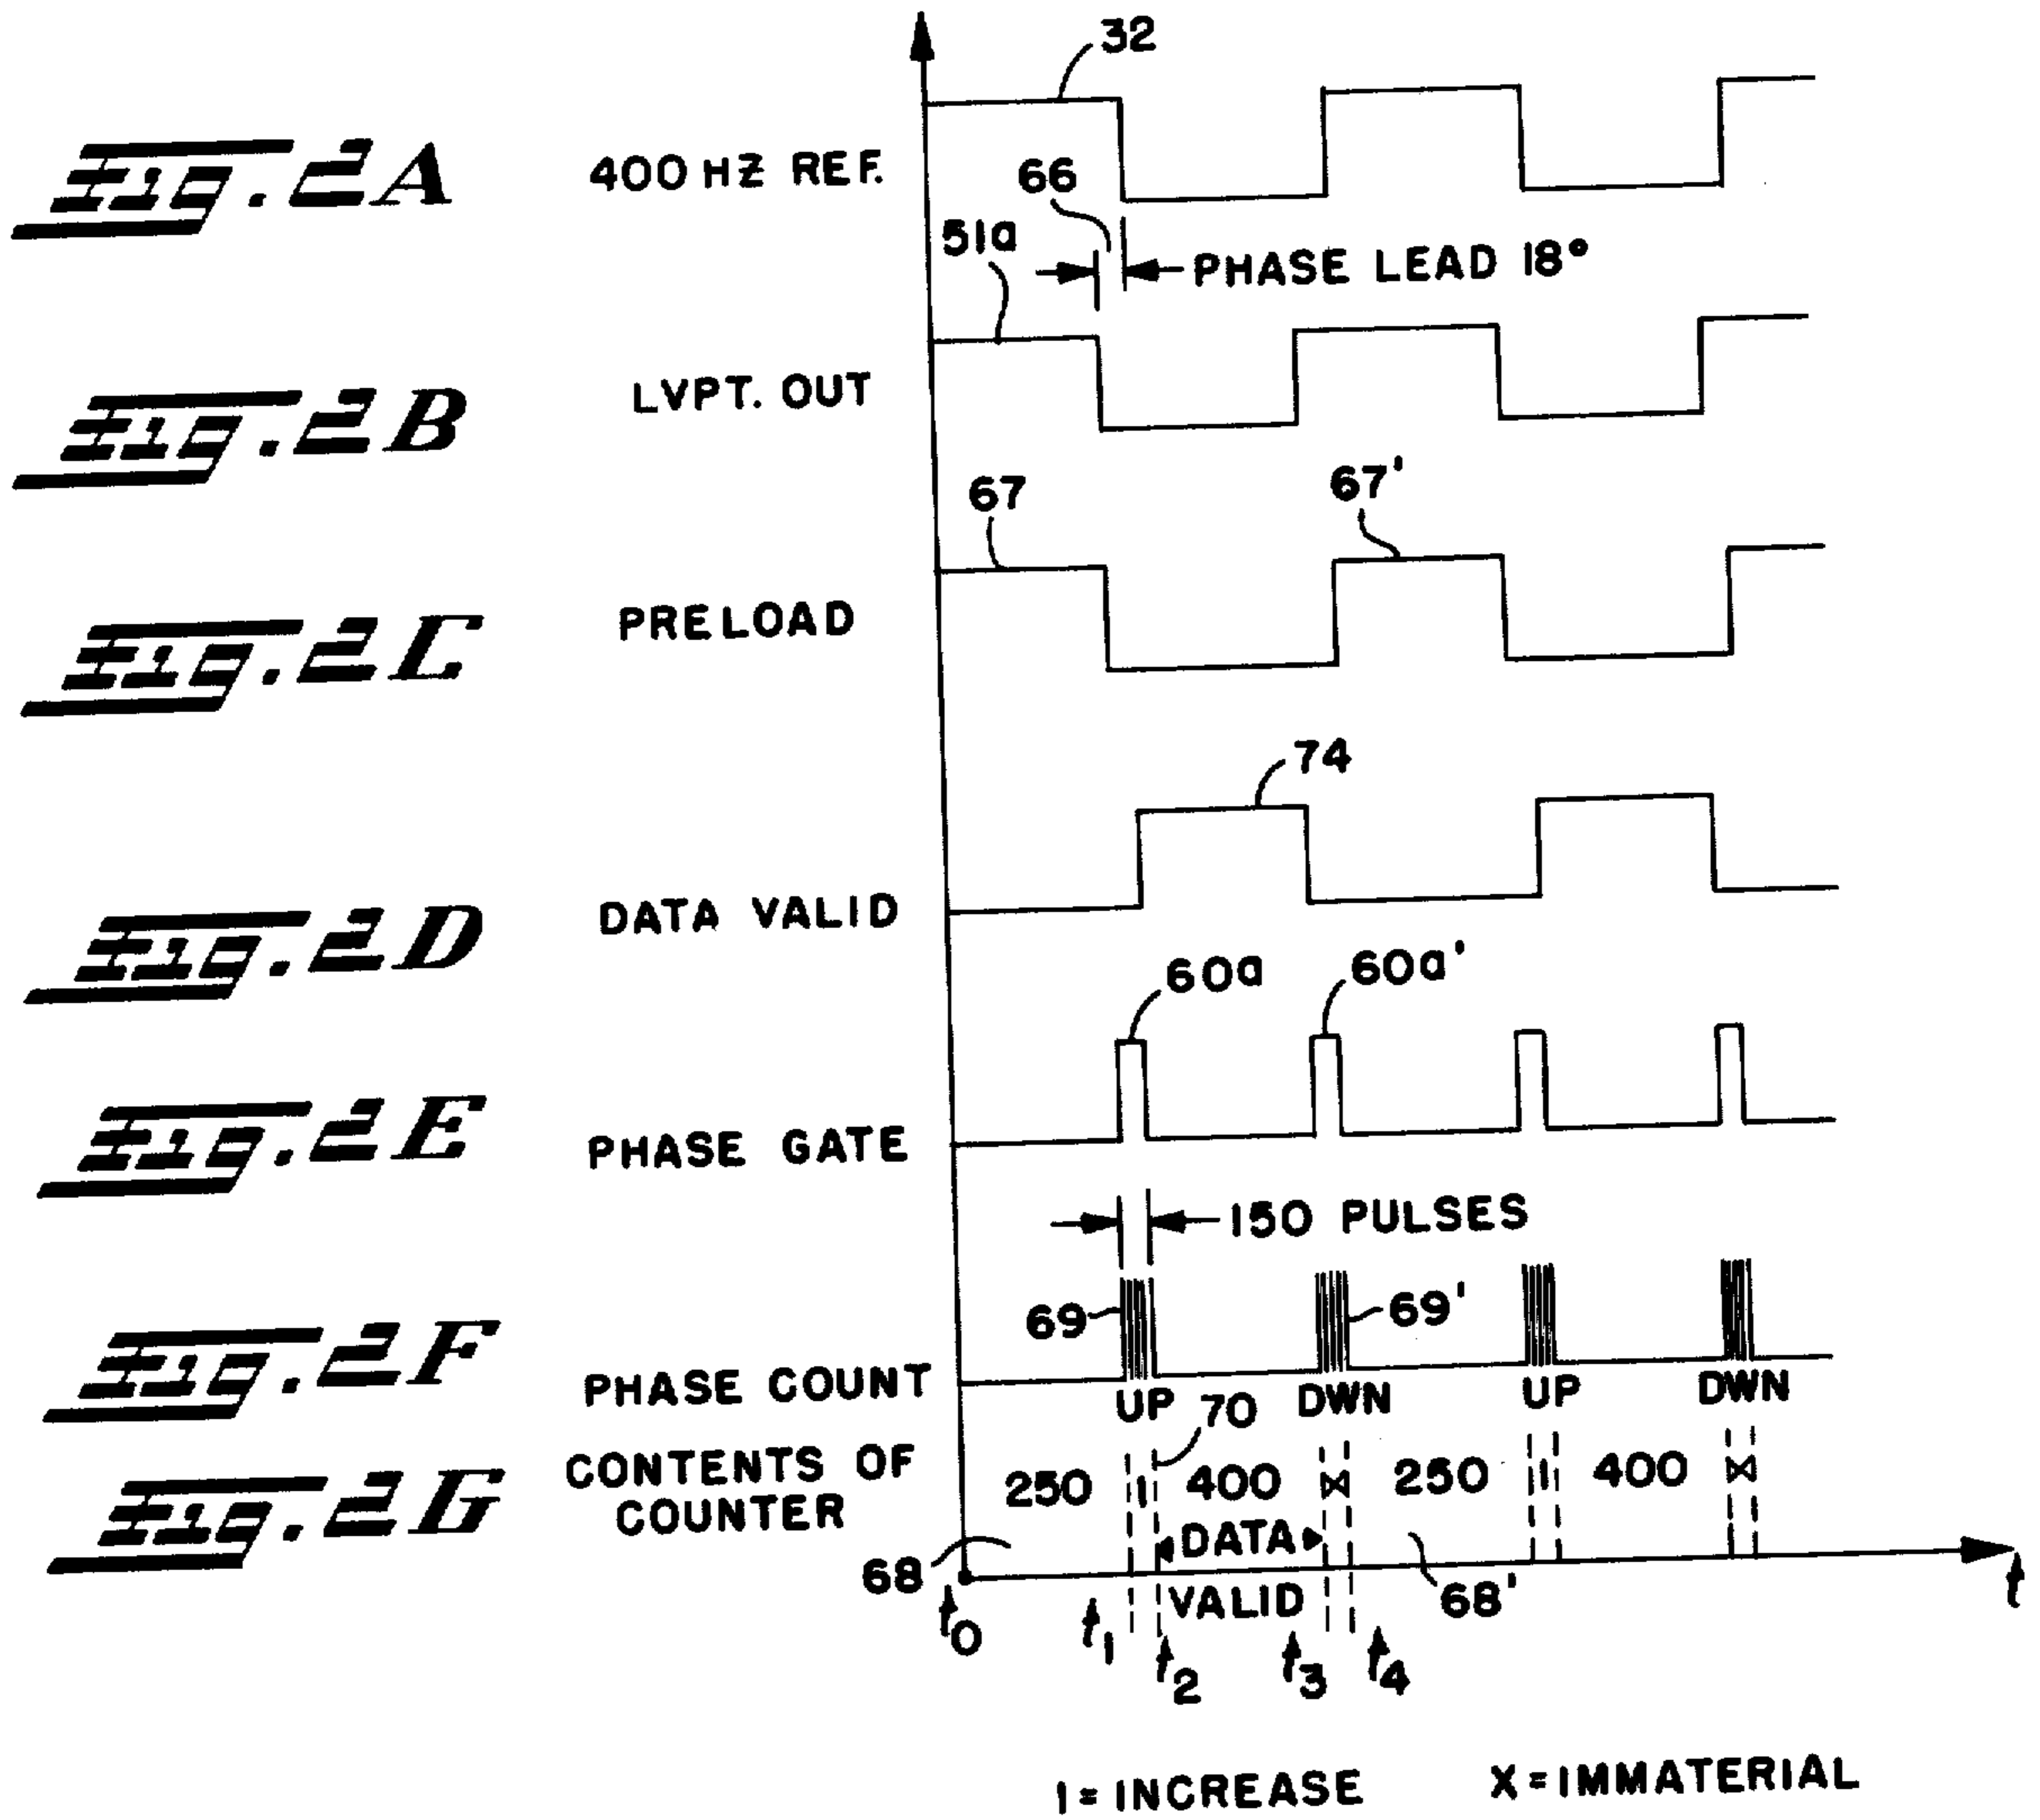 32
Fig. 2A
400 HZ REF.
66
51a
PHASE LEAD 18°
Fig. 2B
LVPT. OUT
67
67'
Fig. 2C
PRELOAD
74
Fig. 2D
DATA VALID
60a
60a'
Fig. 2E
PHASE GATE
150 PULSES
Fig. 2F
PHASE COUNT
69
69'
UP
70
DWN
UP
DWN
Fig. 2G
CONTENTS OF
COUNTER
250 I 400 X 250 I 400 X
DATA
VALID
68
68'
t
t0
t1
t2
t3
t4
I = INCREASE X = IMMATERIAL